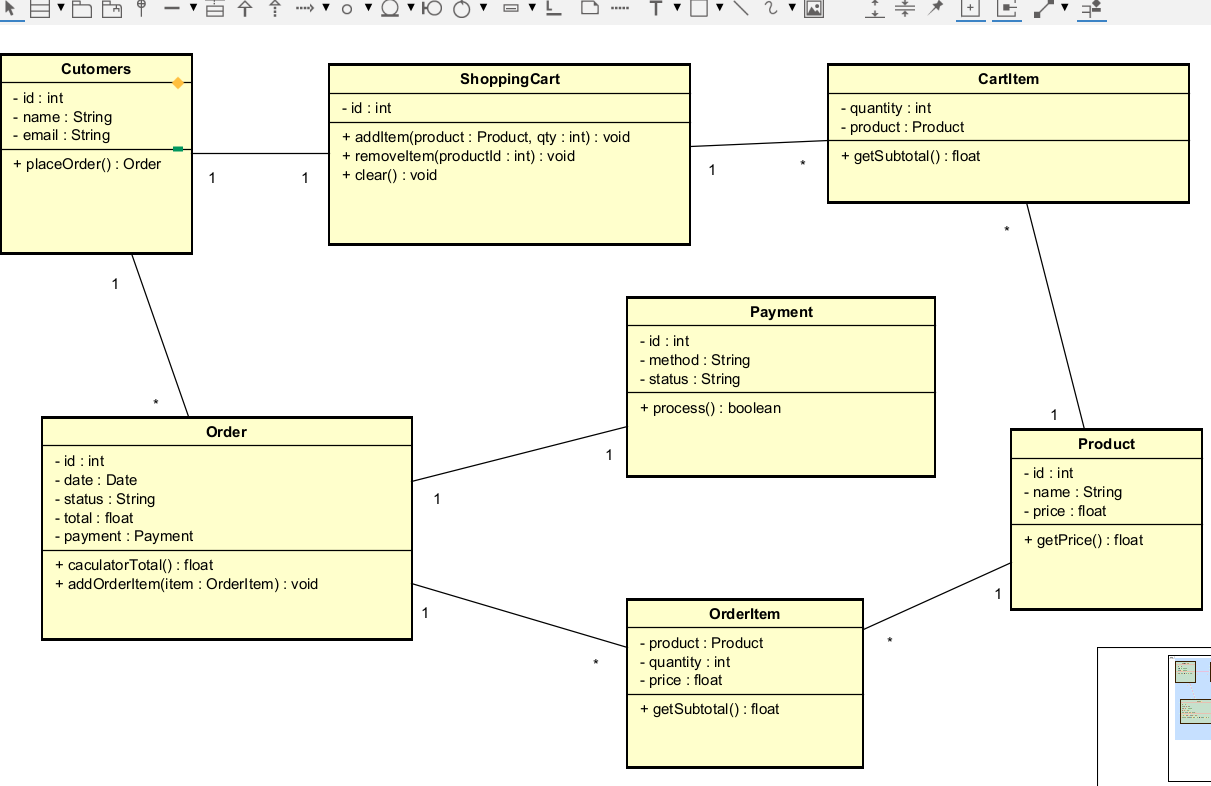 Cutomers
- id : int
- name : String
- email : String
+ placeOrder() : Order
1
1
ShoppingCart
- id : int
+ addItem(product : Product, qty : int) : void
+ removeItem(productId : int) : void
+ clear() : void
1
*
CartItem
- quantity : int
- product : Product
+ getSubtotal() : float
*
1
1
*
Payment
- id : int
- method : String
- status : String
+ process() : boolean
1
1
Order
- id : int
- date : Date
- status : String
- total : float
- payment : Payment
+ caculatorTotal() : float
+ addOrderItem(item : OrderItem) : void
1
*
Product
- id : int
- name : String
- price : float
+ getPrice() : float
1
*
OrderItem
- product : Product
- quantity : int
- price : float
+ getSubtotal() : float